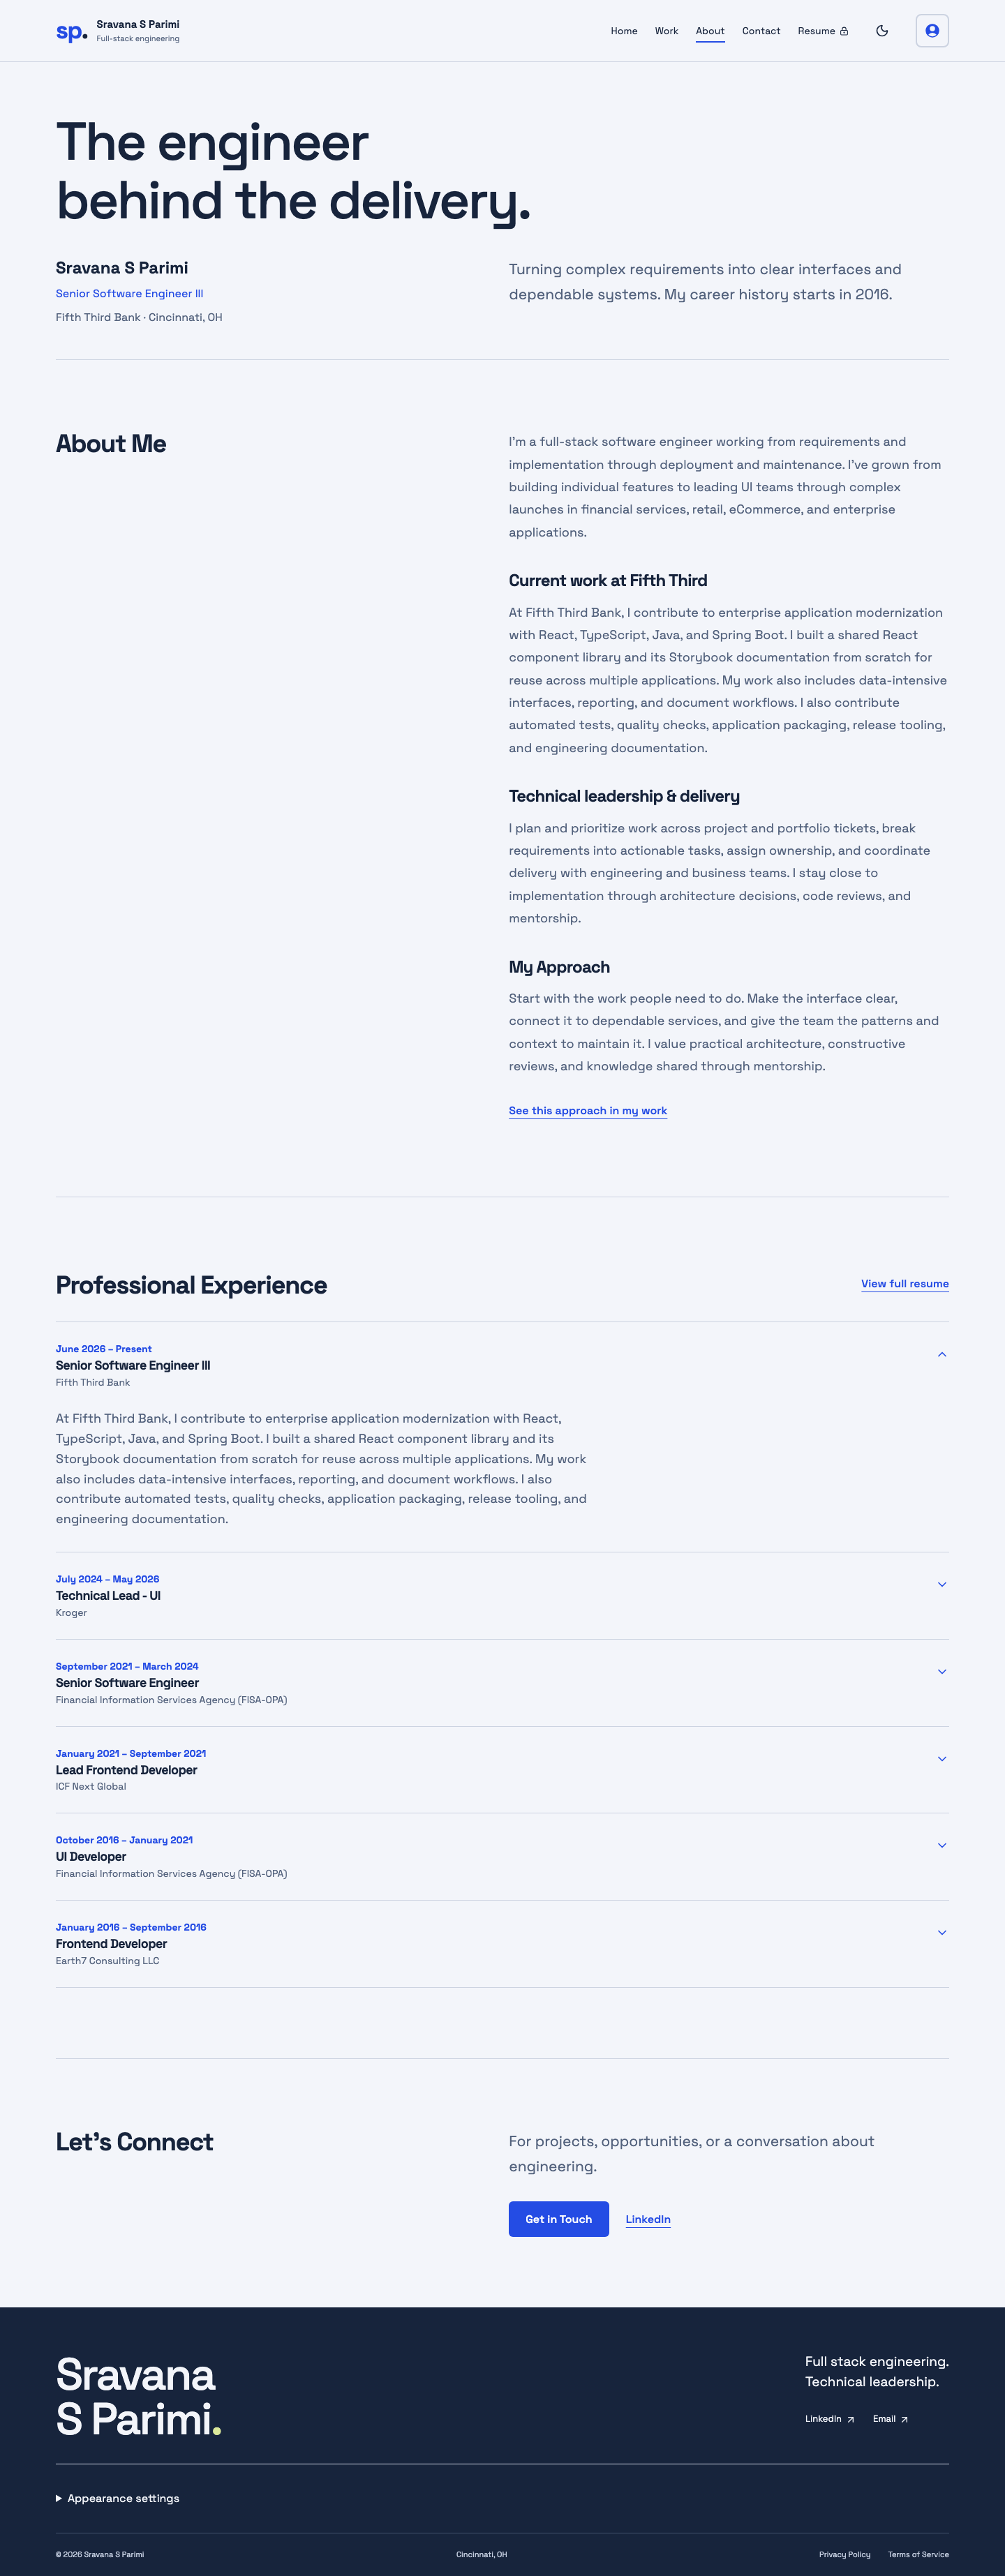 sp.
Sravana S Parimi
Full-stack engineering
Home
Work
About
Contact
Resume
The engineer
behind the delivery.
Sravana S Parimi
Senior Software Engineer III
Fifth Third Bank · Cincinnati, OH
Turning complex requirements into clear interfaces and
dependable systems. My career history starts in 2016.
About Me
I’m a full-stack software engineer working from requirements and
implementation through deployment and maintenance. I’ve grown from
building individual features to leading UI teams through complex
launches in financial services, retail, eCommerce, and enterprise
applications.
Current work at Fifth Third
At Fifth Third Bank, I contribute to enterprise application modernization
with React, TypeScript, Java, and Spring Boot. I built a shared React
component library and its Storybook documentation from scratch for
reuse across multiple applications. My work also includes data-intensive
interfaces, reporting, and document workflows. I also contribute
automated tests, quality checks, application packaging, release tooling,
and engineering documentation.
Technical leadership & delivery
I plan and prioritize work across project and portfolio tickets, break
requirements into actionable tasks, assign ownership, and coordinate
delivery with engineering and business teams. I stay close to
implementation through architecture decisions, code reviews, and
mentorship.
My Approach
Start with the work people need to do. Make the interface clear,
connect it to dependable services, and give the team the patterns and
context to maintain it. I value practical architecture, constructive
reviews, and knowledge shared through mentorship.
See this approach in my work
Professional Experience
View full resume
June 2026 – Present
Senior Software Engineer III
Fifth Third Bank
At Fifth Third Bank, I contribute to enterprise application modernization with React,
TypeScript, Java, and Spring Boot. I built a shared React component library and its
Storybook documentation from scratch for reuse across multiple applications. My work
also includes data-intensive interfaces, reporting, and document workflows. I also
contribute automated tests, quality checks, application packaging, release tooling, and
engineering documentation.
July 2024 – May 2026
Technical Lead - UI
Kroger
September 2021 – March 2024
Senior Software Engineer
Financial Information Services Agency (FISA-OPA)
January 2021 – September 2021
Lead Frontend Developer
ICF Next Global
October 2016 – January 2021
UI Developer
Financial Information Services Agency (FISA-OPA)
January 2016 – September 2016
Frontend Developer
Earth7 Consulting LLC
Let’s Connect
For projects, opportunities, or a conversation about
engineering.
Get in Touch
LinkedIn
Sravana
S Parimi.
Full stack engineering.
Technical leadership.
LinkedIn
Email
Appearance settings
© 2026 Sravana S Parimi
Cincinnati, OH
Privacy Policy
Terms of Service